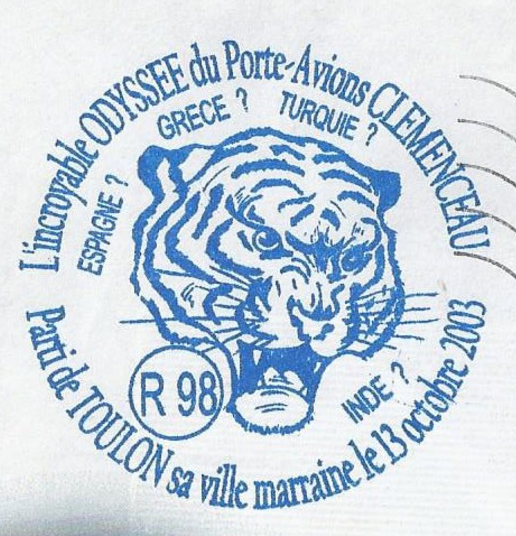 L'incroyable ODYSSEE du Porte-Avions CLEMENCEAU
GRECE ?
TURQUIE ?
ESPAGNE ?
INDE ?
R 98
Parti de TOULON sa ville marraine le 13 octobre 2003